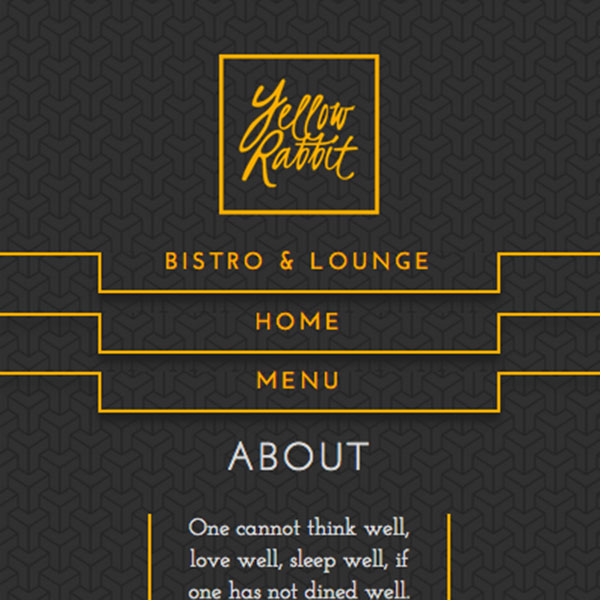 Yellow
Rabbit
BISTRO & LOUNGE
HOME
MENU
ABOUT
One cannot think well,
love well, sleep well, if
one has not dined well.